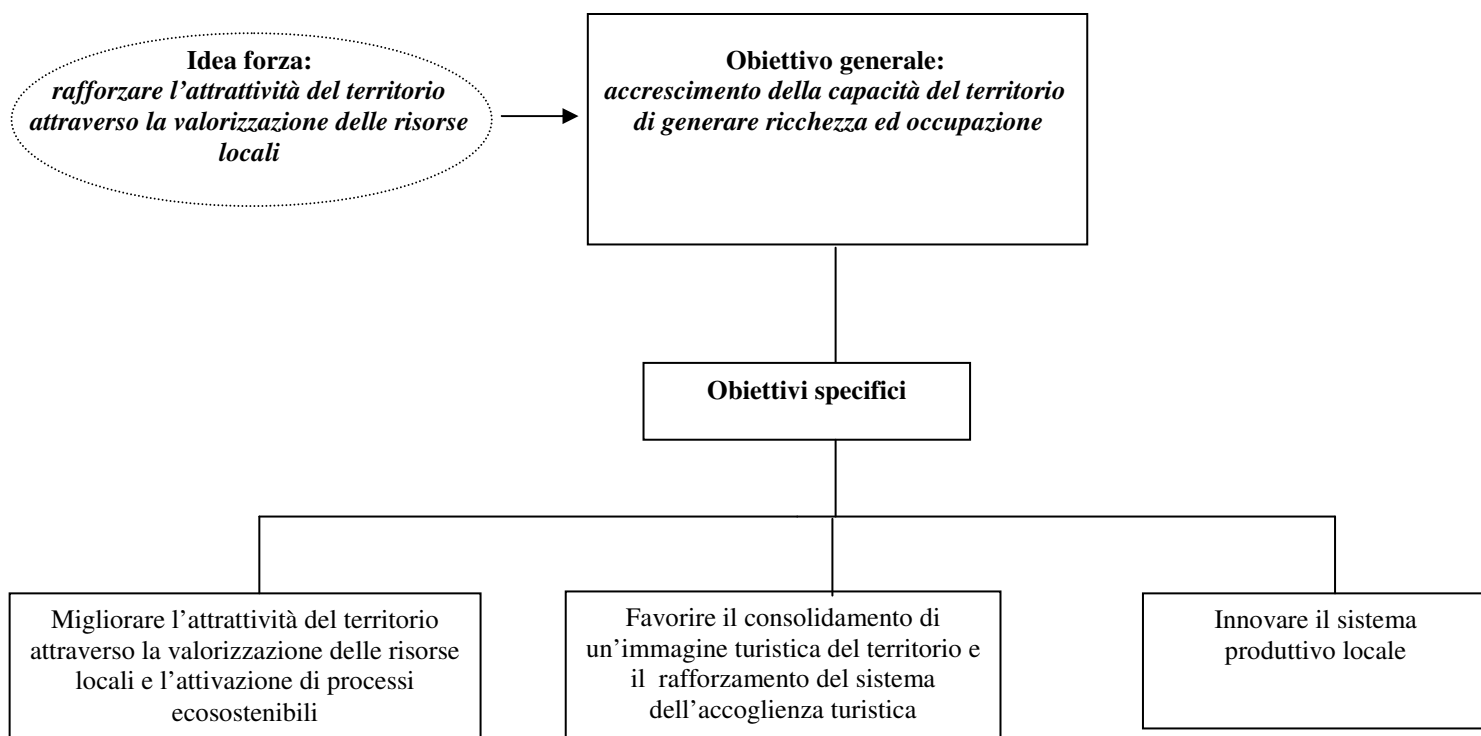 Idea forza:
rafforzare l’attrattività del territorio
attraverso la valorizzazione delle risorse
locali
Obiettivo generale:
accrescimento della capacità del territorio
di generare ricchezza ed occupazione
Obiettivi specifici
Migliorare l’attrattività del territorio
attraverso la valorizzazione delle risorse
locali e l’attivazione di processi
ecosostenibili
Favorire il consolidamento di
un’immagine turistica del territorio e
il rafforzamento del sistema
dell’accoglienza turistica
Innovare il sistema
produttivo locale